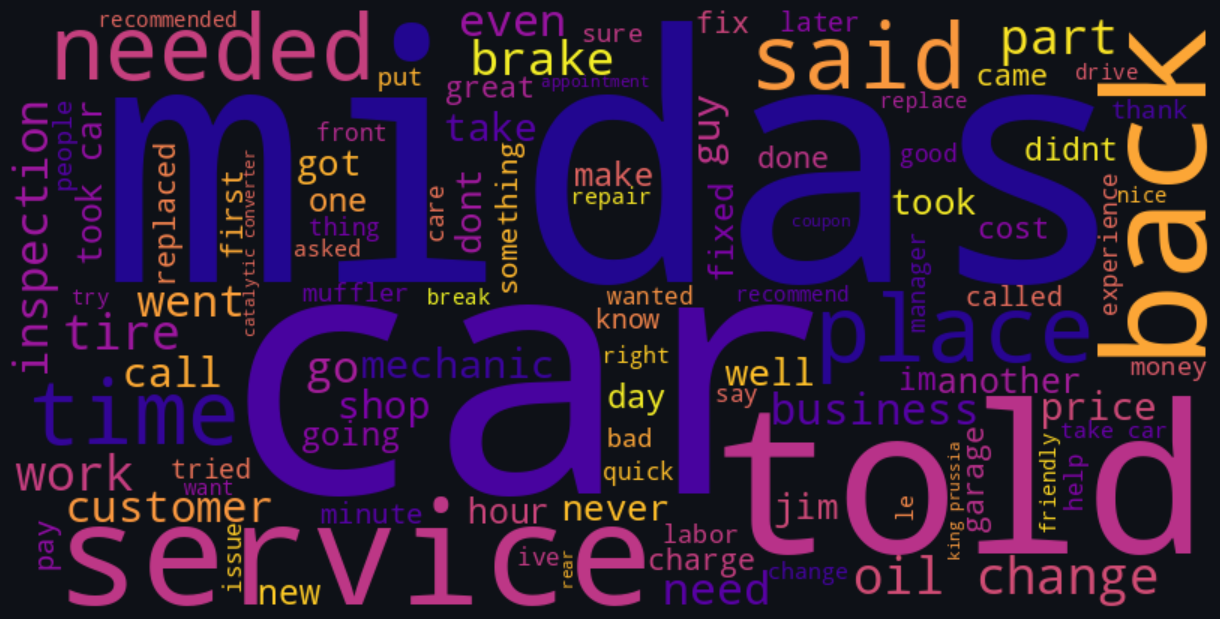 recommended
needed
midas
put
even
sure
brake
great
appointment
fix
later
said
part
came
drive
back
replace
thank
inspection
people
took car
replaced
first
catalytic converter
front
got
one
thing
asked
care
take
dont
something
make
repair
guy
fixed
done
good
didnt
took
coupon
cost
manager
experience
nice
try
went
tire
muffler
break
wanted
know
recommend
called
place
money
call
time
car
go
mechanic
shop
going
right
day
bad
quick
well
say
im
another
business
price
take car
told
work
tried
want
customer
minute
hour
never
jim
le
king prussia
garage
friendly
help
pay
service
issue
new
ive
rear
labor
charge
need
change
oil change